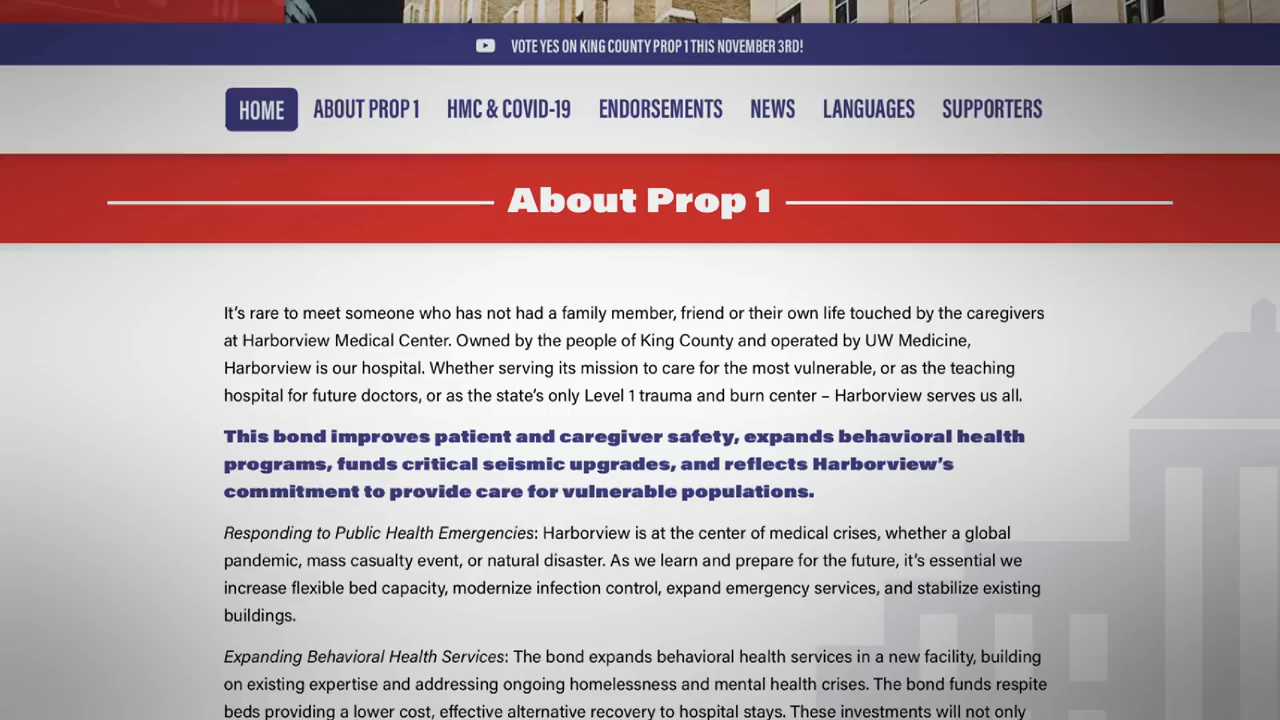 VOTE YES ON KING COUNTY PROP 1 THIS NOVEMBER 3RD!
HOME ABOUT PROP 1 HMC & COVID-19 ENDORSEMENTS NEWS LANGUAGES SUPPORTERS
About Prop 1
It's rare to meet someone who has not had a family member, friend or their own life touched by the caregivers
at Harborview Medical Center. Owned by the people of King County and operated by UW Medicine,
Harborview is our hospital. Whether serving its mission to care for the most vulnerable, or as the teaching
hospital for future doctors, or as the state's only Level 1 trauma and burn center – Harborview serves us all.
This bond improves patient and caregiver safety, expands behavioral health
programs, funds critical seismic upgrades, and reflects Harborview's
commitment to provide care for vulnerable populations.
Responding to Public Health Emergencies: Harborview is at the center of medical crises, whether a global
pandemic, mass casualty event, or natural disaster. As we learn and prepare for the future, it's essential we
increase flexible bed capacity, modernize infection control, expand emergency services, and stabilize existing
buildings.
Expanding Behavioral Health Services: The bond expands behavioral health services in a new facility, building
on existing expertise and addressing ongoing homelessness and mental health crises. The bond funds respite
beds providing a lower cost, effective alternative recovery to hospital stays. These investments will not only